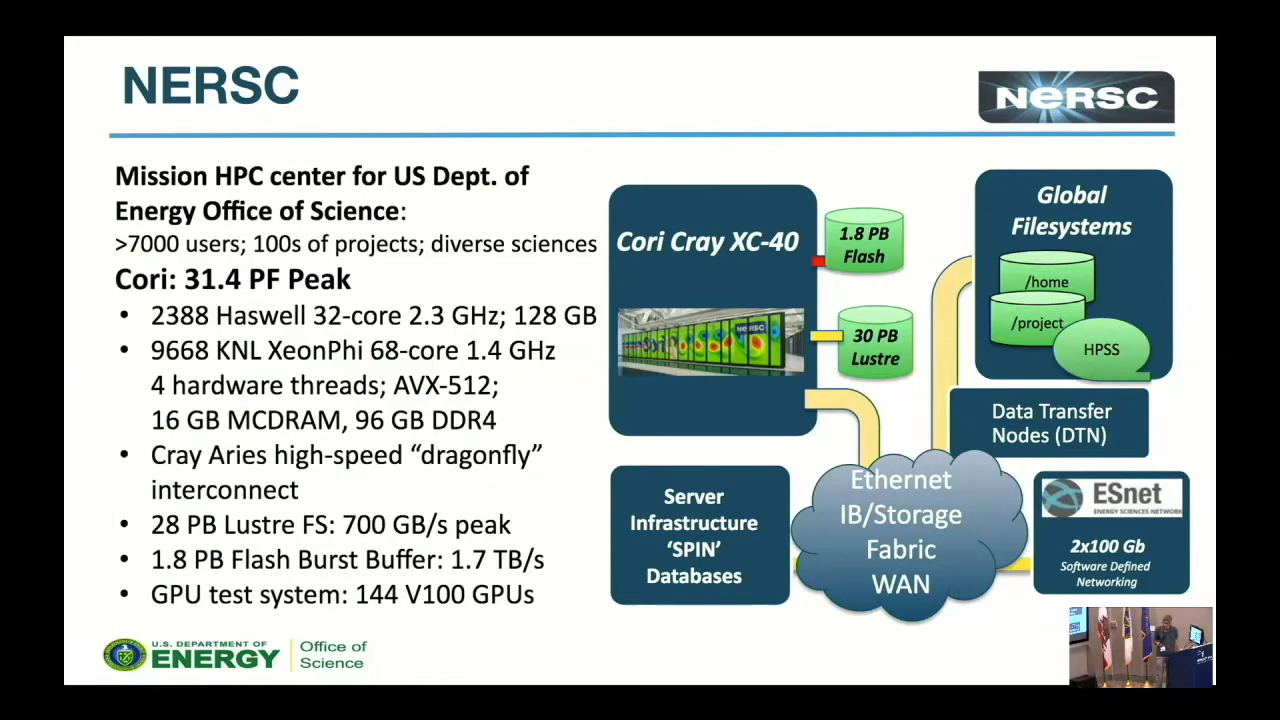 NERSC
NERSC
Mission HPC center for US Dept. of
Energy Office of Science:
>7000 users; 100s of projects; diverse sciences
Cori: 31.4 PF Peak
• 2388 Haswell 32-core 2.3 GHz; 128 GB
• 9668 KNL XeonPhi 68-core 1.4 GHz
4 hardware threads; AVX-512;
16 GB MCDRAM, 96 GB DDR4
• Cray Aries high-speed “dragonfly”
interconnect
• 28 PB Lustre FS: 700 GB/s peak
• 1.8 PB Flash Burst Buffer: 1.7 TB/s
• GPU test system: 144 V100 GPUs
Cori Cray XC-40
NERSC
1.8 PB
Flash
30 PB
Lustre
Global
Filesystems
/home
/project
HPSS
Data Transfer
Nodes (DTN)
Server
Infrastructure
‘SPIN’
Databases
Ethernet
IB/Storage
Fabric
WAN
ESnet
ENERGY SCIENCES NETWORK
2x100 Gb
Software Defined
Networking
U.S. DEPARTMENT OF
ENERGY
Office of
Science